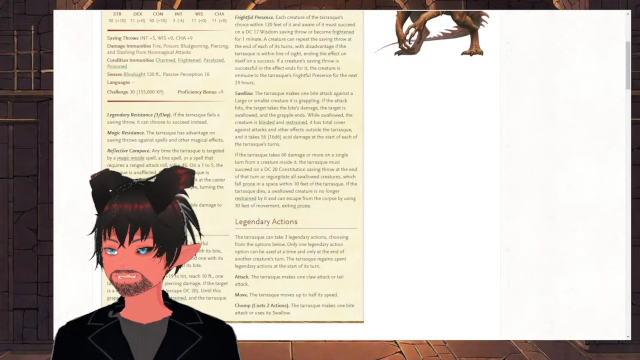 STR DEX CON INT WIS CHA
30 (+10) 11 (+0) 30 (+10) 3 (-4) 11 (+0) 11 (+0)
Saving Throws INT +5, WIS +9, CHA +9
Damage Immunities Fire, Poison; Bludgeoning, Piercing,
and Slashing from Nonmagical Attacks
Condition Immunities Charmed, Frightened, Paralyzed,
Poisoned
Senses Blindsight 120 ft., Passive Perception 10
Languages --
Challenge 30 (155,000 XP) Proficiency Bonus +9
Legendary Resistance (3/Day). If the tarrasque fails a
saving throw, it can choose to succeed instead.
Magic Resistance. The tarrasque has advantage on
saving throws against spells and other magical effects.
Reflective Carapace. Any time the tarrasque is targeted
by a magic missile spell, a line spell, or a spell that
requires a ranged attack roll, roll a d6. On a 1 to 5, the
tarrasque is unaffected.
turning the
damage to
Frightful Presence. Each creature of the tarrasque's
choice within 120 feet of it and aware of it must succeed
on a DC 17 Wisdom saving throw or become frightened
for 1 minute. A creature can repeat the saving throw at
the end of each of its turns, with disadvantage if the
tarrasque is within line of sight, ending the effect on
itself on a success. If a creature's saving throw is
successful or the effect ends for it, the creature is
immune to the tarrasque's Frightful Presence for the next
24 hours.
Swallow. The tarrasque makes one bite attack against a
Large or smaller creature it is grappling. If the attack
hits, the target takes the bite's damage, the target is
swallowed, and the grapple ends. While swallowed, the
creature is blinded and restrained, it has total cover
against attacks and other effects outside the tarrasque,
and it takes 56 (16d6) acid damage at the start of each
of the tarrasque's turns.
If the tarrasque takes 60 damage or more on a single
turn from a creature inside it, the tarrasque must
succeed on a DC 20 Constitution saving throw at the end
of that turn or regurgitate all swallowed creatures, which
fall prone in a space within 10 feet of the tarrasque. If
the tarrasque dies, a swallowed creature is no longer
restrained by it and can escape from the corpse by using
30 feet of movement, exiting prone.
Legendary Actions
The tarrasque can take 3 legendary actions, choosing
from the options below. Only one legendary action
option can be used at a time and only at the end of
another creature's turn. The tarrasque regains spent
legendary actions at the start of its turn.
Attack. The tarrasque makes one claw attack or tail
attack.
Move. The tarrasque moves up to half its speed.
Chomp (Costs 2 Actions). The tarrasque makes one bite
attack or uses its Swallow.